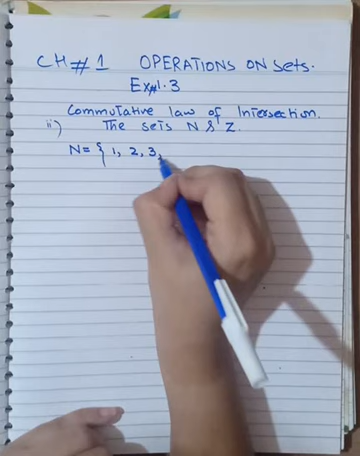 CH#1 OPERATIONS ON Sets.
Ex#1.3
Commutative law of Intersection.
ii) The sets N & Z.
N= { 1, 2, 3,